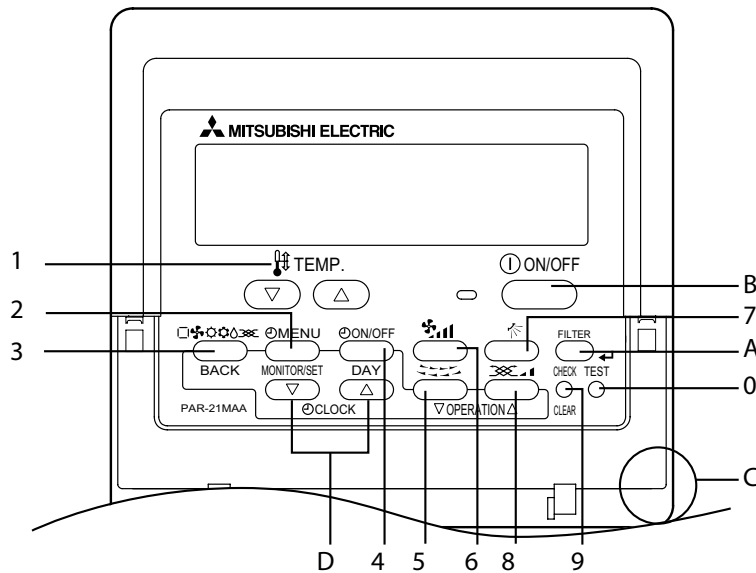 MITSUBISHI ELECTRIC
1
TEMP.
ON/OFF
B
2
7
MENU
ON/OFF
FILTER
A
3
BACK
MONITOR/SET
DAY
CHECK
TEST
0
PAR-21MAA
CLOCK
OPERATION
CLEAR
C
D
4
5
6
8
9